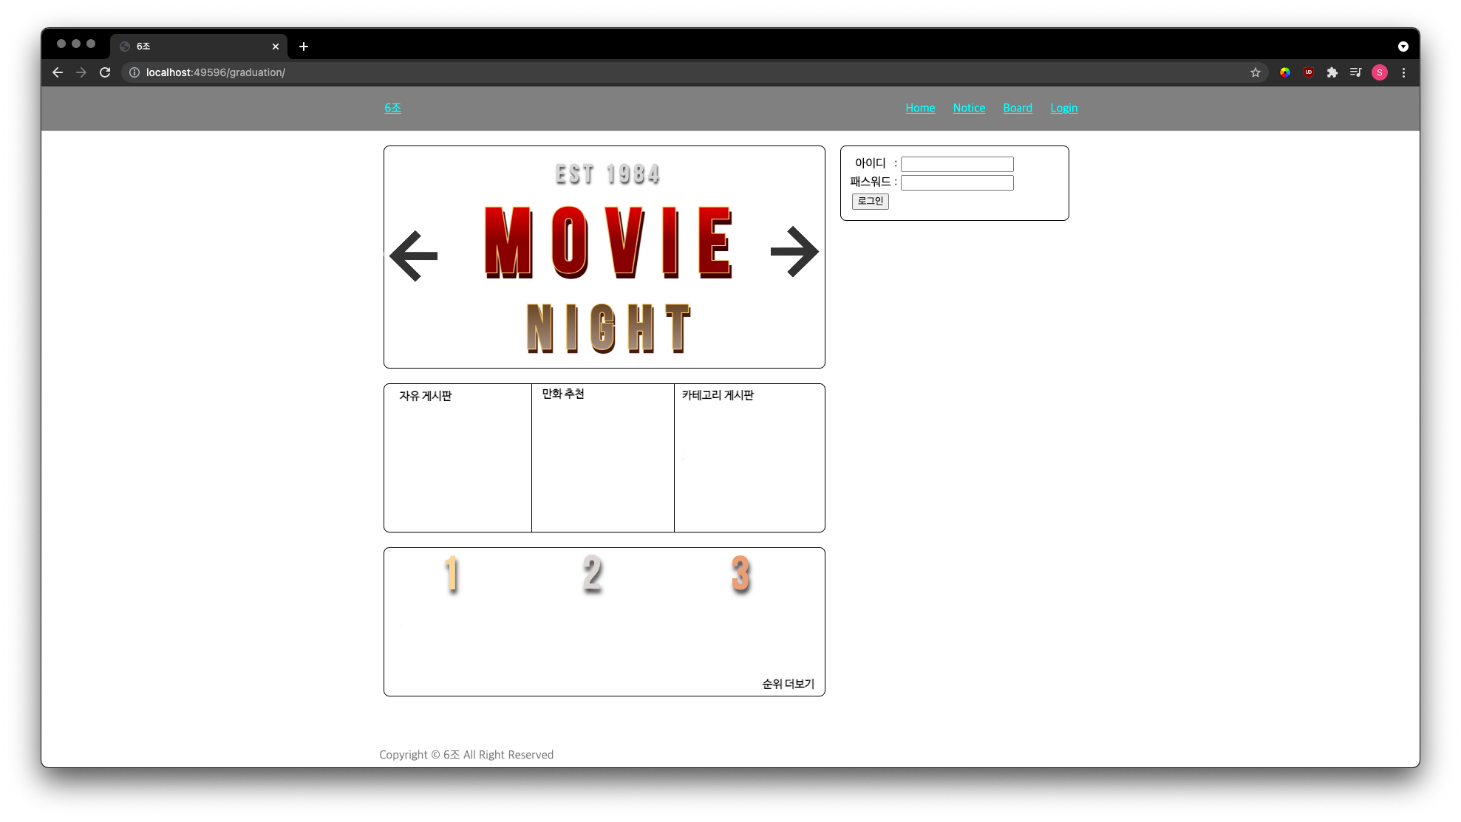 6조
localhost:49596/graduation/
S
6조 Home Notice Board Login
EST 1984
MOVIE
NIGHT
아이디 :
패스워드 :
로그인
자유 게시판 만화 추천 카테고리 게시판
1 2 3
순위 더보기
Copyright © 6조 All Right Reserved